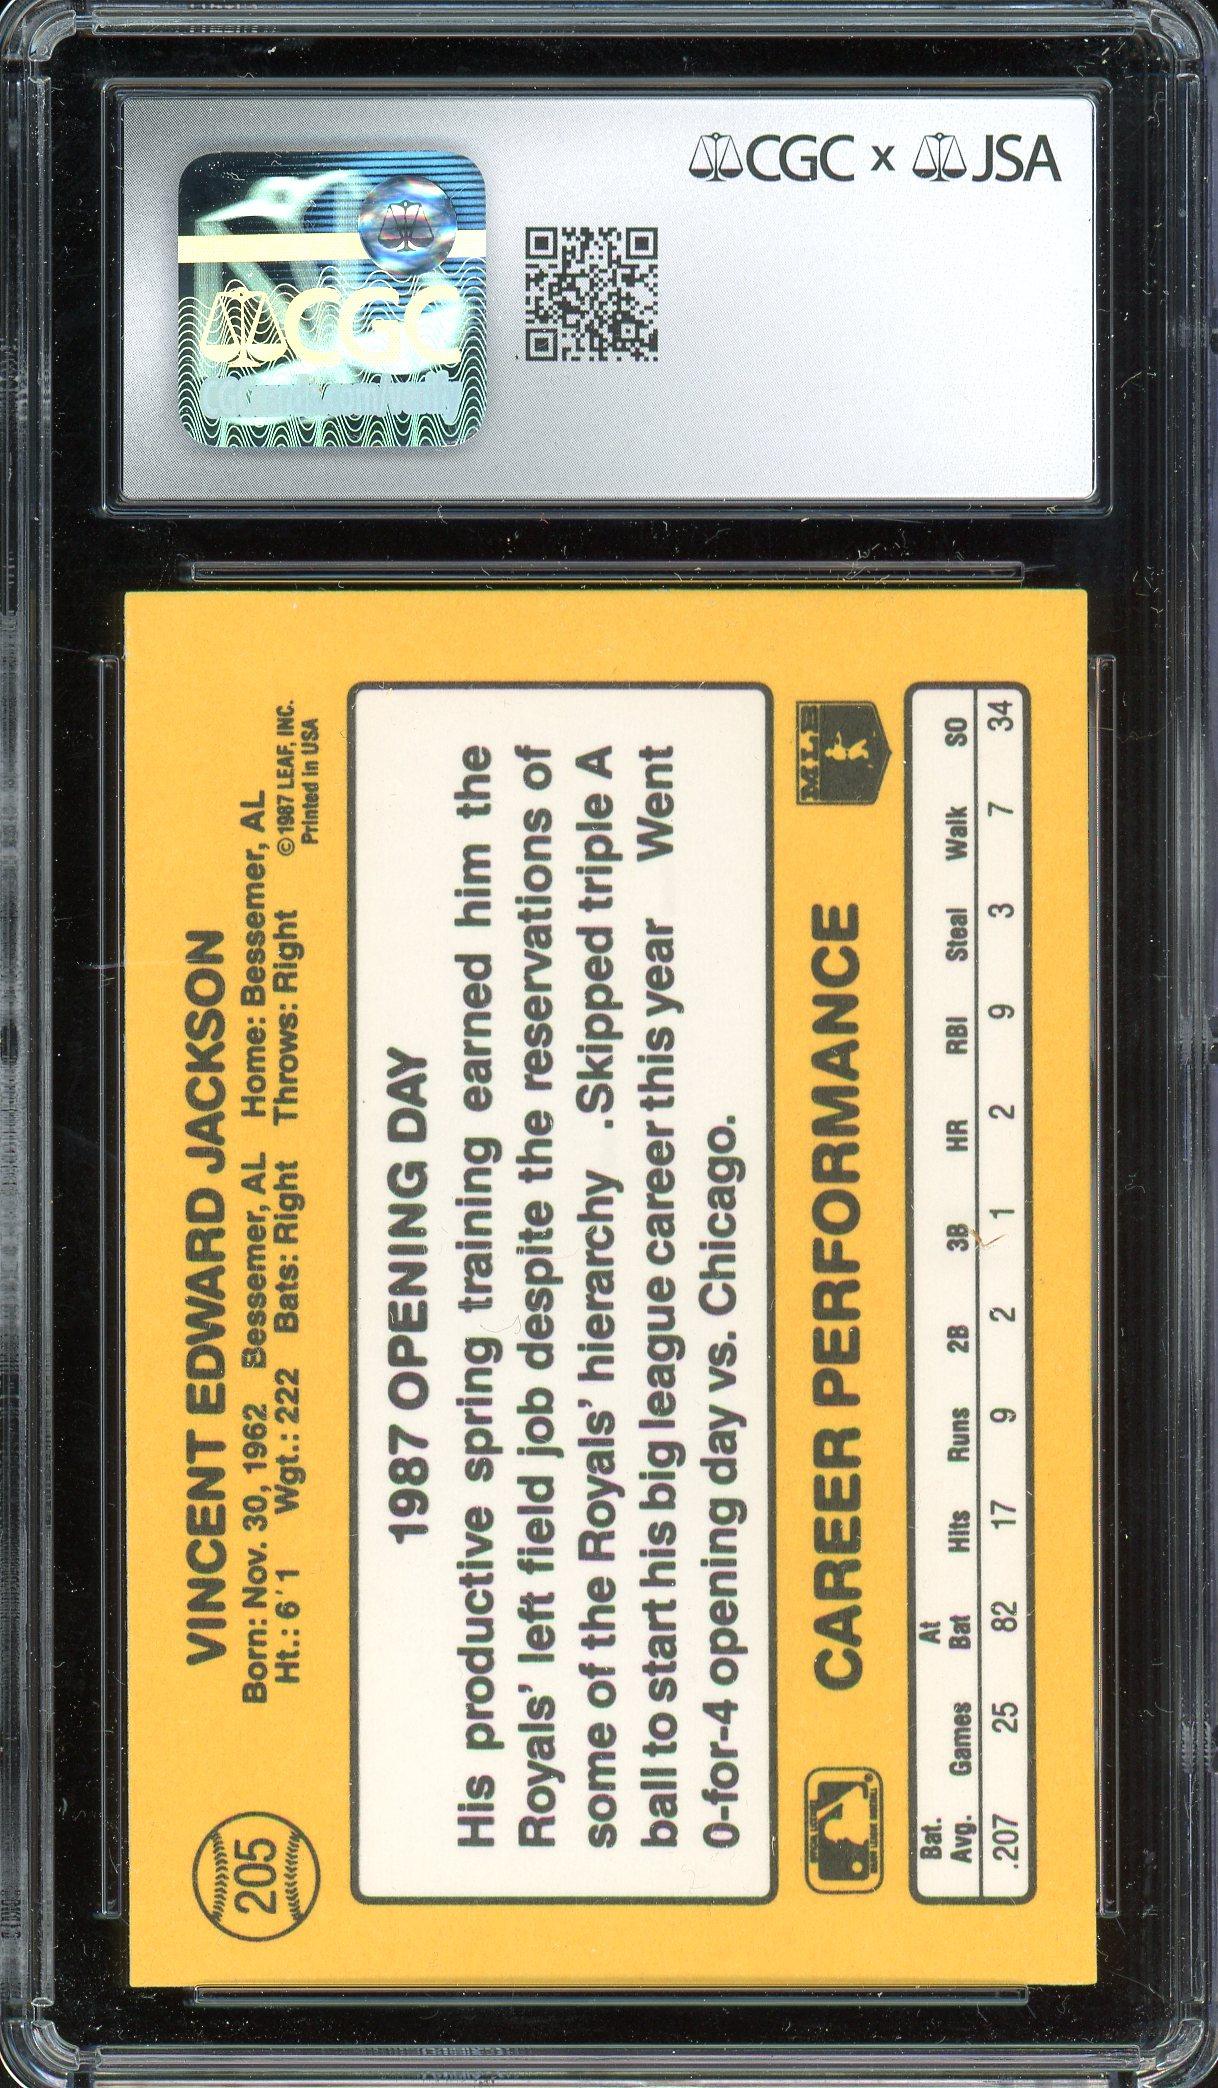 CGC x JSA
CGC
CGCcards.com/verify
205
VINCENT EDWARD JACKSON
Born: Nov. 30, 1962 Bessemer, AL Home: Bessemer, AL
Ht.: 6'1 Wgt.: 222 Bats: Right Throws: Right
© 1987 LEAF, INC.
Printed in USA
1987 OPENING DAY
His productive spring training earned him the
Royals' left field job despite the reservations of
some of the Royals' hierarchy .Skipped triple A
ball to start his big league career this year Went
0-for-4 opening day vs. Chicago.
CAREER PERFORMANCE
MLB
Bat. Avg. Games At Bat Hits Runs 2B 3B HR RBI Steal Walk SO
.207 25 82 17 9 2 1 2 9 3 7 34